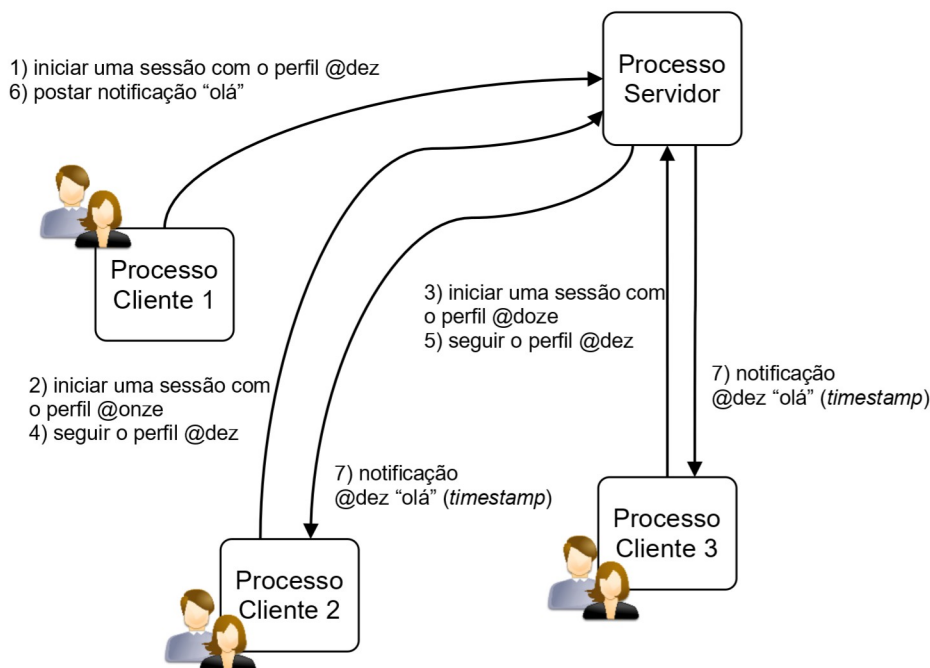 1) iniciar uma sessão com o perfil @dez
6) postar notificação “olá”
Processo
Servidor
Processo
Cliente 1
3) iniciar uma sessão com
o perfil @doze
5) seguir o perfil @dez
2) iniciar uma sessão com
o perfil @onze
4) seguir o perfil @dez
7) notificação
@dez “olá” (timestamp)
7) notificação
@dez “olá” (timestamp)
Processo
Cliente 3
Processo
Cliente 2